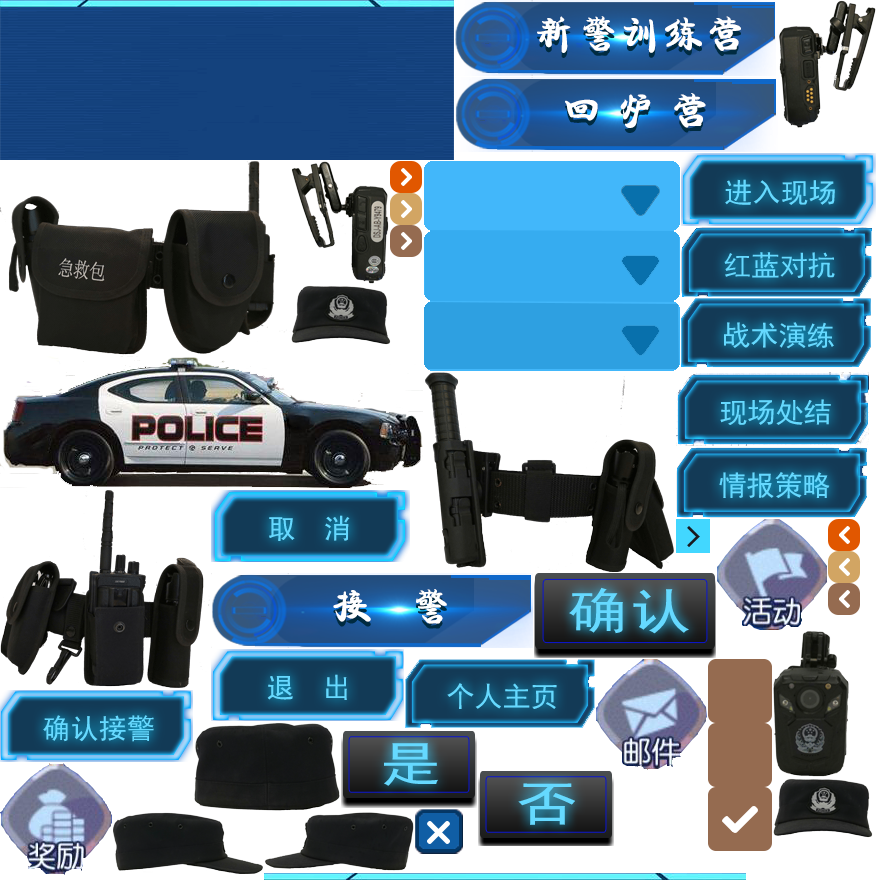 新警训练营
回炉营
进入现场
急救包
DSJ-AB-Y9479
红蓝对抗
战术演练
现场处结
POLICE
PROTECT & SERVE
情报策略
取 消
接 警
确认
活动
退 出
个人主页
确认接警
邮件
是
否
奖励